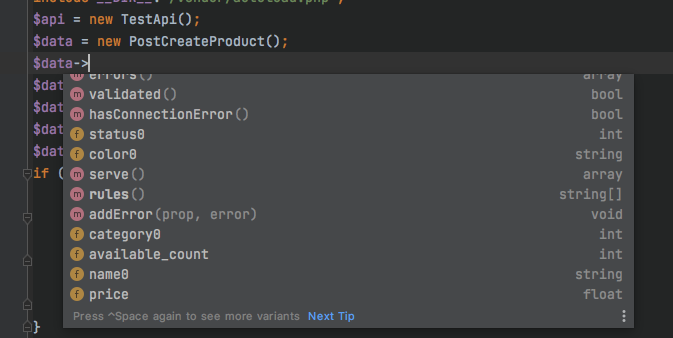 include __DIR__.'/vendor/autoload.php';
$api = new TestApi();
$data = new PostCreateProduct();
$data->
errors() array
$dat validated() bool
$dat hasConnectionError() bool
$dat status0 int
$dat color0 string
if ( serve() array
rules() string[]
addError(prop, error) void
category0 int
available_count int
name0 string
price float
Press ^Space again to see more variants Next Tip
}